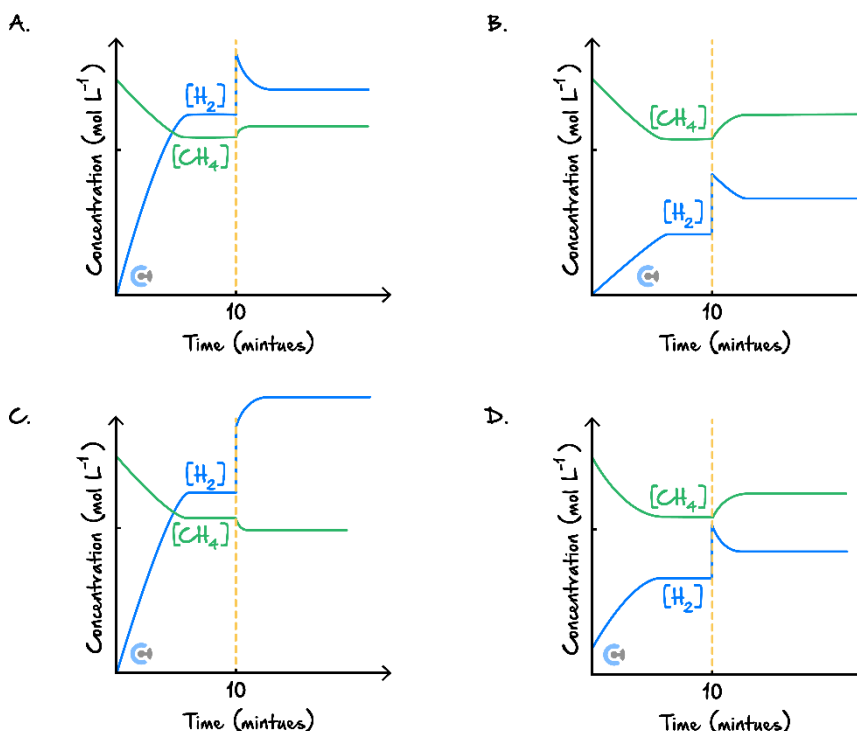 A.
Concentration (mol L⁻¹)
[H₂]
[CH₄]
10
Time (mintues)
B.
Concentration (mol L⁻¹)
[CH₄]
[H₂]
10
Time (mintues)
C.
Concentration (mol L⁻¹)
[H₂]
[CH₄]
10
Time (mintues)
D.
Concentration (mol L⁻¹)
[CH₄]
[H₂]
10
Time (mintues)